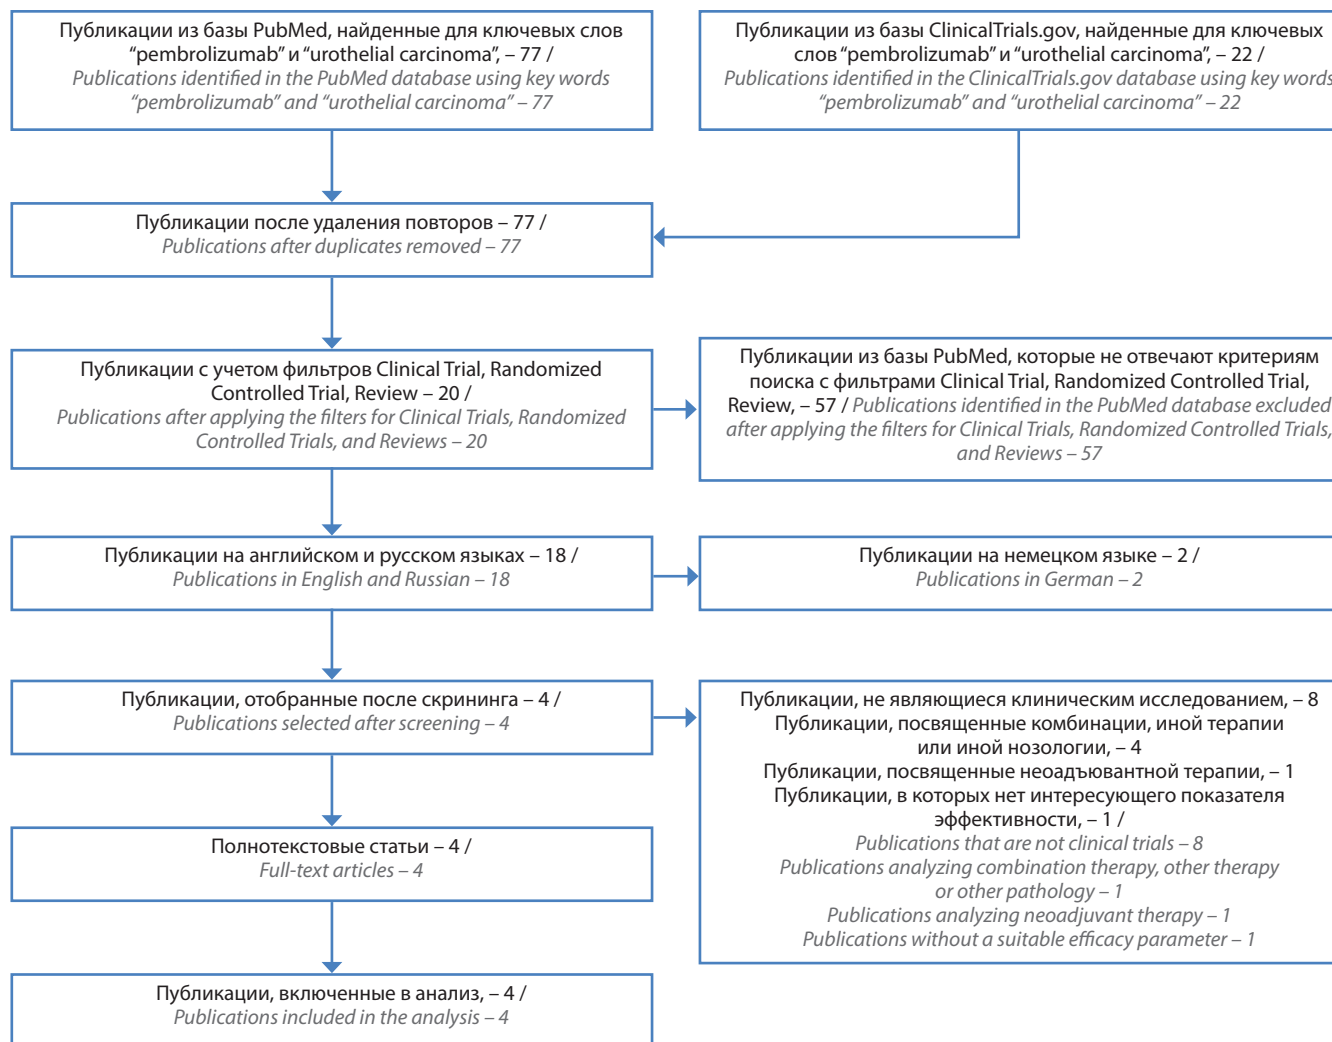 Публикации из базы PubMed, найденные для ключевых слов
“pembrolizumab” и “urothelial carcinoma”, – 77 /
Publications identified in the PubMed database using key words
“pembrolizumab” and “urothelial carcinoma” – 77
Публикации из базы ClinicalTrials.gov, найденные для ключевых
слов “pembrolizumab” и “urothelial carcinoma”, – 22 /
Publications identified in the ClinicalTrials.gov database using key words
“pembrolizumab” and “urothelial carcinoma” – 22
Публикации после удаления повторов – 77 /
Publications after duplicates removed – 77
Публикации с учетом фильтров Clinical Trial, Randomized
Controlled Trial, Review – 20 /
Publications after applying the filters for Clinical Trials, Randomized
Controlled Trials, and Reviews – 20
Публикации из базы PubMed, которые не отвечают критериям
поиска с фильтрами Clinical Trial, Randomized Controlled Trial,
Review, – 57 / Publications identified in the PubMed database excluded
after applying the filters for Clinical Trials, Randomized Controlled Trials,
and Reviews – 57
Публикации на английском и русском языках – 18 /
Publications in English and Russian – 18
Публикации на немецком языке – 2 /
Publications in German – 2
Публикации, отобранные после скрининга – 4 /
Publications selected after screening – 4
Публикации, не являющиеся клиническим исследованием, – 8
Публикации, посвященные комбинации, иной терапии
или иной нозологии, – 4
Публикации, посвященные неоадъювантной терапии, – 1
Публикации, в которых нет интересующего показателя
эффективности, – 1 /
Publications that are not clinical trials – 8
Publications analyzing combination therapy, other therapy
or other pathology – 1
Publications analyzing neoadjuvant therapy – 1
Publications without a suitable efficacy parameter – 1
Полнотекстовые статьи – 4 /
Full-text articles – 4
Публикации, включенные в анализ, – 4 /
Publications included in the analysis – 4